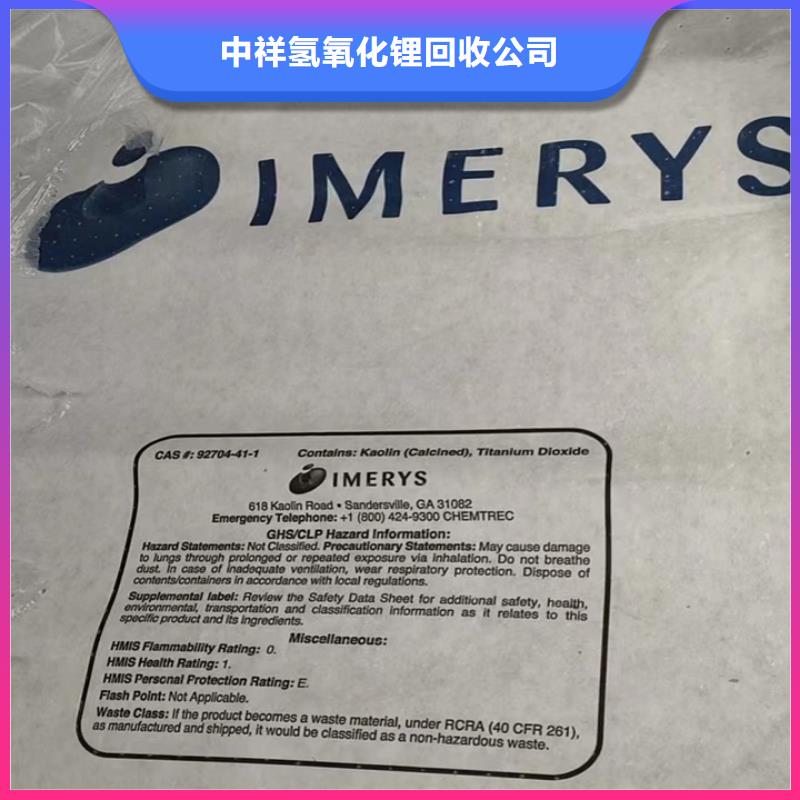 中祥氢氧化锂回收公司
IMERYS
CAS #: 92704-41-1 Contains: Kaolin (Calcined), Titanium Dioxide
IMERYS
618 Kaolin Road • Sandersville, GA 31082
Emergency Telephone: +1 (800) 424-9300 CHEMTREC
GHS/CLP Hazard Information:
Hazard Statements: Not Classified. Precautionary Statements: May cause damage
to lungs through prolonged or repeated exposure via inhalation. Do not breathe
dust. In case of inadequate ventilation, wear respiratory protection. Dispose of
contents/containers in accordance with local regulations.
Supplemental label: Review the Safety Data Sheet for additional safety, health,
environmental, transportation and classification information as it relates to this
specific product and its ingredients.
Miscellaneous:
HMIS Flammability Rating: 0.
HMIS Health Rating: 1.
HMIS Personal Protection Rating: E.
Flash Point: Not Applicable.
Waste Class: If the product becomes a waste material, under RCRA (40 CFR 261),
as manufactured and shipped, it would be classified as a non-hazardous waste.